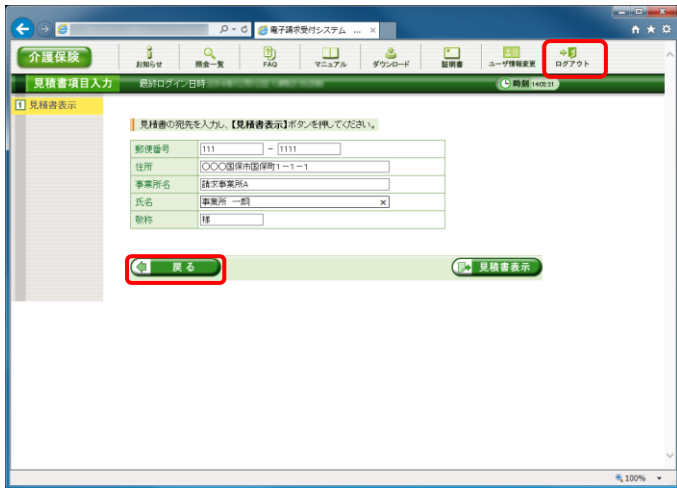 電子請求受付システム ... ×
介護保険
お知らせ 照会一覧 FAQ マニュアル ダウンロード 証明書 ユーザ情報変更 ログアウト
見積書項目入力 最終ログイン日時
時刻
1 見積書表示
見積書の宛先を入力し、【見積書表示】ボタンを押してください。
郵便番号 111 - 1111
住所 〇〇〇国保市国保町1-1-1
事業所名 請求事業所A
氏名 事業所 一郎 ×
敬称 様
戻る 見積書表示
100%